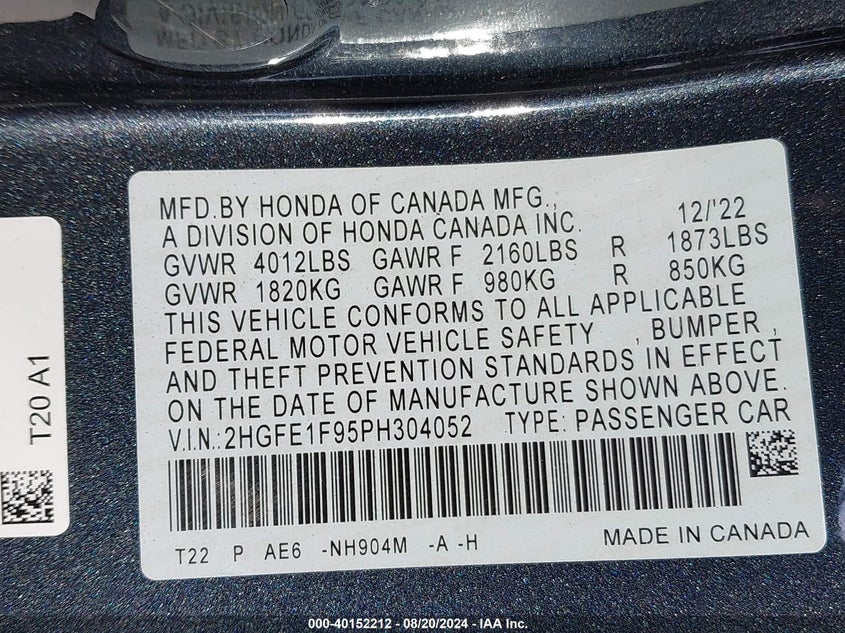 MFD.BY HONDA OF CANADA MFG., 12/'22
A DIVISION OF HONDA CANADA INC.
GVWR 4012LBS GAWR F 2160LBS R 1873LBS
GVWR 1820KG GAWR F 980KG R 850KG
THIS VEHICLE CONFORMS TO ALL APPLICABLE
FEDERAL MOTOR VEHICLE SAFETY , BUMPER ,
AND THEFT PREVENTION STANDARDS IN EFFECT
ON THE DATE OF MANUFACTURE SHOWN ABOVE.
V.I.N.:2HGFE1F95PH304052 TYPE: PASSENGER CAR
T22 P AE6 -NH904M -A -H MADE IN CANADA
T20 A1
000-40152212 - 08/20/2024 - IAA Inc.